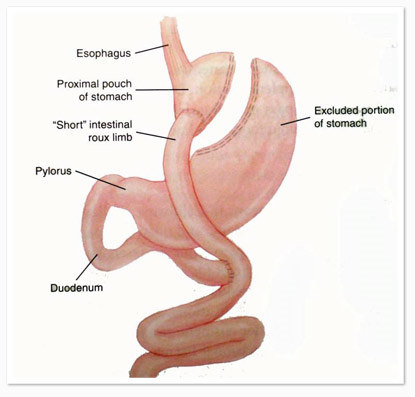 Esophagus
Proximal pouch
of stomach
"Short" intestinal
roux limb
Excluded portion
of stomach
Pylorus
Duodenum